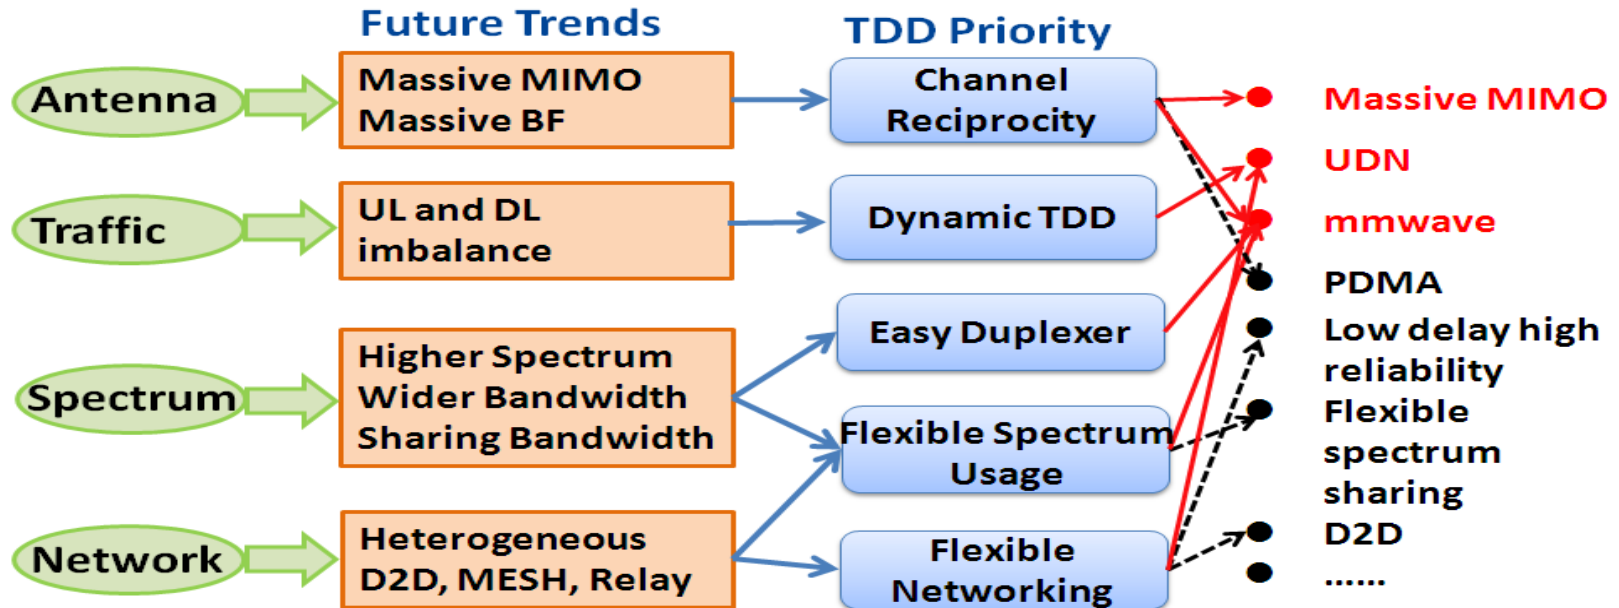 Future Trends
TDD Priority
Antenna
Massive MIMO
Massive BF
Channel
Reciprocity
Massive MIMO
UDN
Traffic
UL and DL
imbalance
Dynamic TDD
mmwave
PDMA
Easy Duplexer
Low delay high
reliability
Spectrum
Higher Spectrum
Wider Bandwidth
Sharing Bandwidth
Flexible Spectrum
Usage
Flexible
spectrum
sharing
Network
Heterogeneous
D2D, MESH, Relay
Flexible
Networking
D2D
......